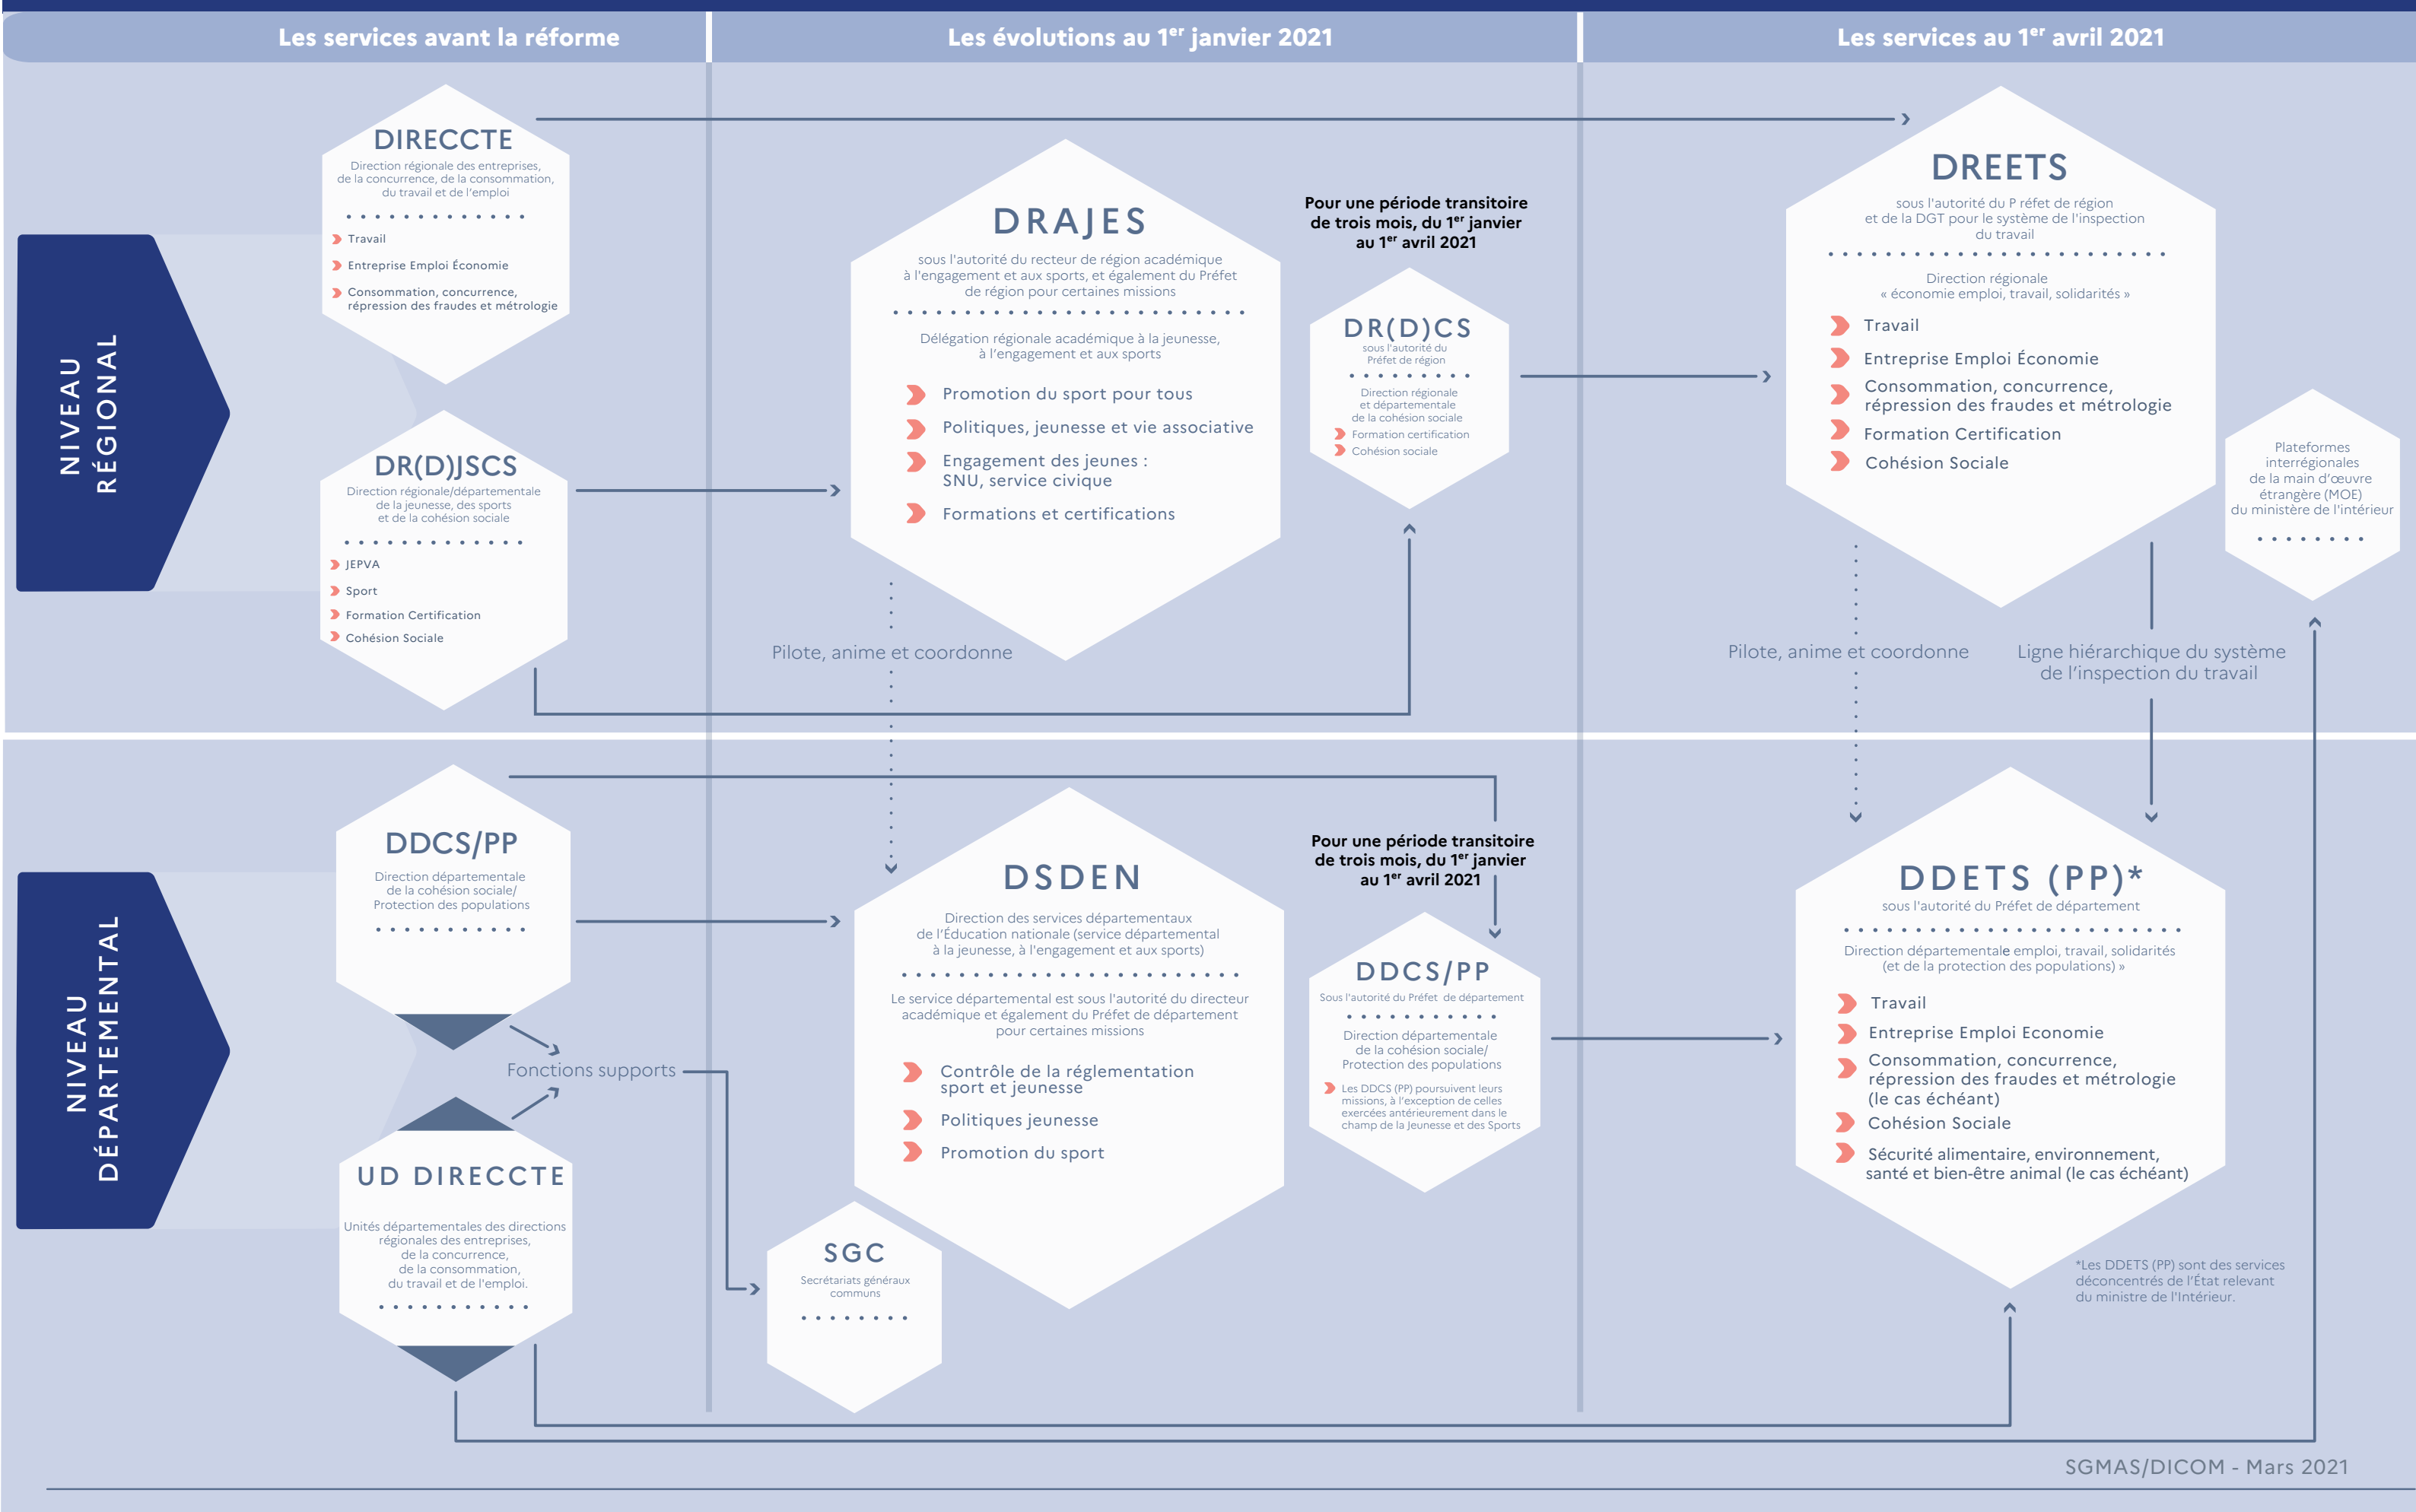 Les services avant la réforme
Les évolutions au 1er janvier 2021
Les services au 1er avril 2021
NIVEAU
RÉGIONAL
DIRECCTE
Direction régionale des entreprises,
de la concurrence, de la consommation,
du travail et de l'emploi
Travail
Entreprise Emploi Économie
Consommation, concurrence,
répression des fraudes et métrologie
DR(D)JSCS
Direction régionale/départementale
de la jeunesse, des sports
et de la cohésion sociale
JEPVA
Sport
Formation Certification
Cohésion Sociale
DRAJES
sous l'autorité du recteur de région académique
à l'engagement et aux sports, et également du Préfet
de région pour certaines missions
Délégation régionale académique à la jeunesse,
à l’engagement et aux sports
Promotion du sport pour tous
Politiques, jeunesse et vie associative
Engagement des jeunes :
SNU, service civique
Formations et certifications
Pilote, anime et coordonne
Pour une période transitoire
de trois mois, du 1er janvier
au 1er avril 2021
DR(D)CS
sous l'autorité du
Préfet de région
Direction régionale
et départementale
de la cohésion sociale
Formation certification
Cohésion sociale
DREETS
sous l'autorité du P réfet de région
et de la DGT pour le système de l'inspection
du travail
Direction régionale
« économie emploi, travail, solidarités »
Travail
Entreprise Emploi Économie
Consommation, concurrence,
répression des fraudes et métrologie
Formation Certification
Cohésion Sociale
Plateformes
interrégionales
de la main d’œuvre
étrangère (MOE)
du ministère de l'intérieur
Pilote, anime et coordonne
Ligne hiérarchique du système
de l’inspection du travail
NIVEAU
DÉPARTEMENTAL
DDCS/PP
Direction départementale
de la cohésion sociale/
Protection des populations
Fonctions supports
UD DIRECCTE
Unités départementales des directions
régionales des entreprises,
de la concurrence,
de la consommation,
du travail et de l'emploi.
DSDEN
Direction des services départementaux
de l’Éducation nationale (service départemental
à la jeunesse, à l'engagement et aux sports)
Le service départemental est sous l'autorité du directeur
académique et également du Préfet de département
pour certaines missions
Contrôle de la réglementation
sport et jeunesse
Politiques jeunesse
Promotion du sport
SGC
Secrétariats généraux
communs
Pour une période transitoire
de trois mois, du 1er janvier
au 1er avril 2021
DDCS/PP
Sous l'autorité du Préfet de département
Direction départementale
de la cohésion sociale/
Protection des populations
Les DDCS (PP) poursuivent leurs
missions, à l’exception de celles
exercées antérieurement dans le
champ de la Jeunesse et des Sports
DDETS (PP)*
sous l'autorité du Préfet de département
Direction départementale emploi, travail, solidarités
(et de la protection des populations) »
Travail
Entreprise Emploi Economie
Consommation, concurrence,
répression des fraudes et métrologie
(le cas échéant)
Cohésion Sociale
Sécurité alimentaire, environnement,
santé et bien-être animal (le cas échéant)
*Les DDETS (PP) sont des services
déconcentrés de l’État relevant
du ministre de l'Intérieur.
SGMAS/DICOM - Mars 2021